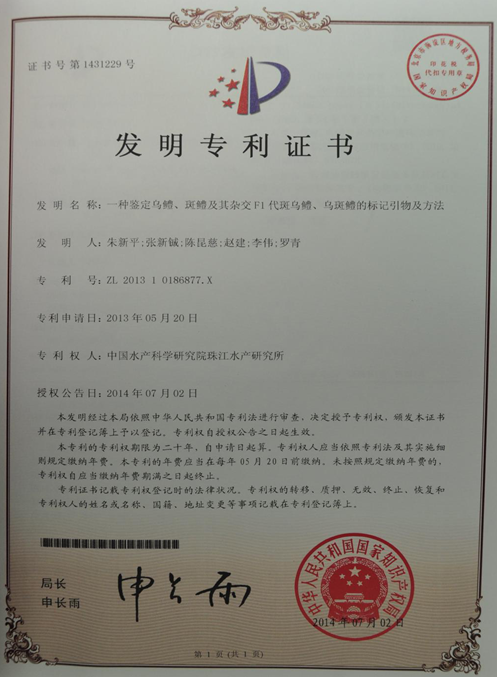 证书号第1431229号
印花税
代扣专用章
发明专利证书
发明名称：一种鉴定乌鳢、斑鳢及其杂交F1代斑乌鳢、乌斑鳢的标记引物及方法
发明人：朱新平;张新铖;陈昆慈;赵建;李伟;罗青
专利号：ZL 2013 1 0186877.X
专利申请日：2013年05月20日
专利权人：中国水产科学研究院珠江水产研究所
授权公告日：2014年07月02日
本发明经过本局依照中华人民共和国专利法进行审查，决定授予专利权，颁发本证书
并在专利登记簿上予以登记。专利权自授权公告之日起生效。
本专利的专利权期限为二十年，自申请日起算。专利权人应当依照专利法及其实施细
则规定缴纳年费。本专利的年费应当在每年05月20日前缴纳。未按照规定缴纳年费的，
专利权自应当缴纳年费期满之日起终止。
专利证书记载专利权登记时的法律状况。专利权的转移、质押、无效、终止、恢复和
专利权人的姓名或名称、国籍、地址变更等事项记载在专利登记簿上。
局长
申长雨
申长雨
中华人民共和国国家知识产权局
2014年07月02日
第1页(共1页)